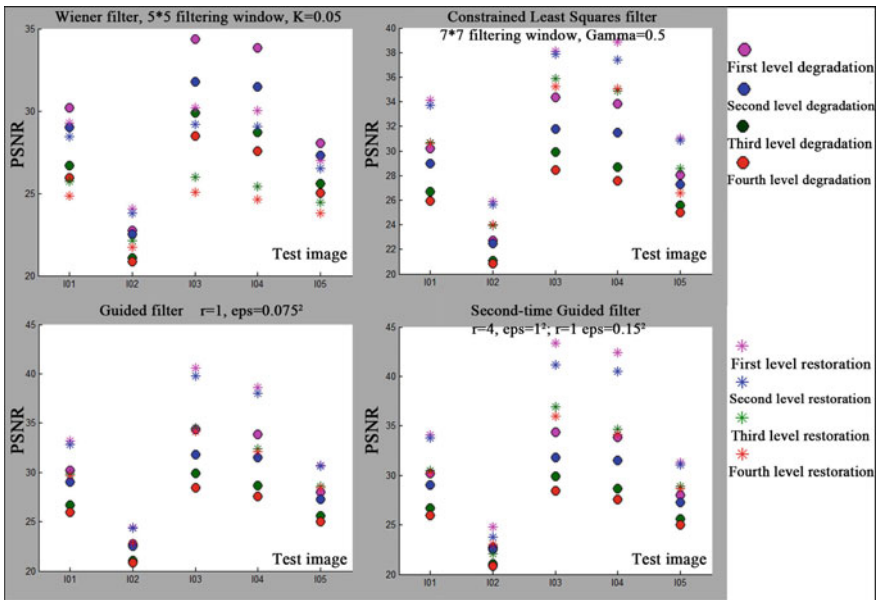 Wiener filter, 5*5 filtering window, K=0.05
PSNR
35
30
25
20
I01 I02 I03 I04 I05
Test image
Constrained Least Squares filter
7*7 filtering window, Gamma=0.5
PSNR
40
38
36
34
32
30
28
26
24
22
20
I01 I02 I03 I04 I05
Test image
First level degradation
Second level degradation
Third level degradation
Fourth level degradation
Guided filter r=1, eps=0.075²
PSNR
45
40
35
30
25
20
I01 I02 I03 I04 I05
Test image
Second-time Guided filter
r=4, eps=1²; r=1 eps=0.15²
PSNR
45
40
35
30
25
20
I01 I02 I03 I04 I05
Test image
First level restoration
Second level restoration
Third level restoration
Fourth level restoration